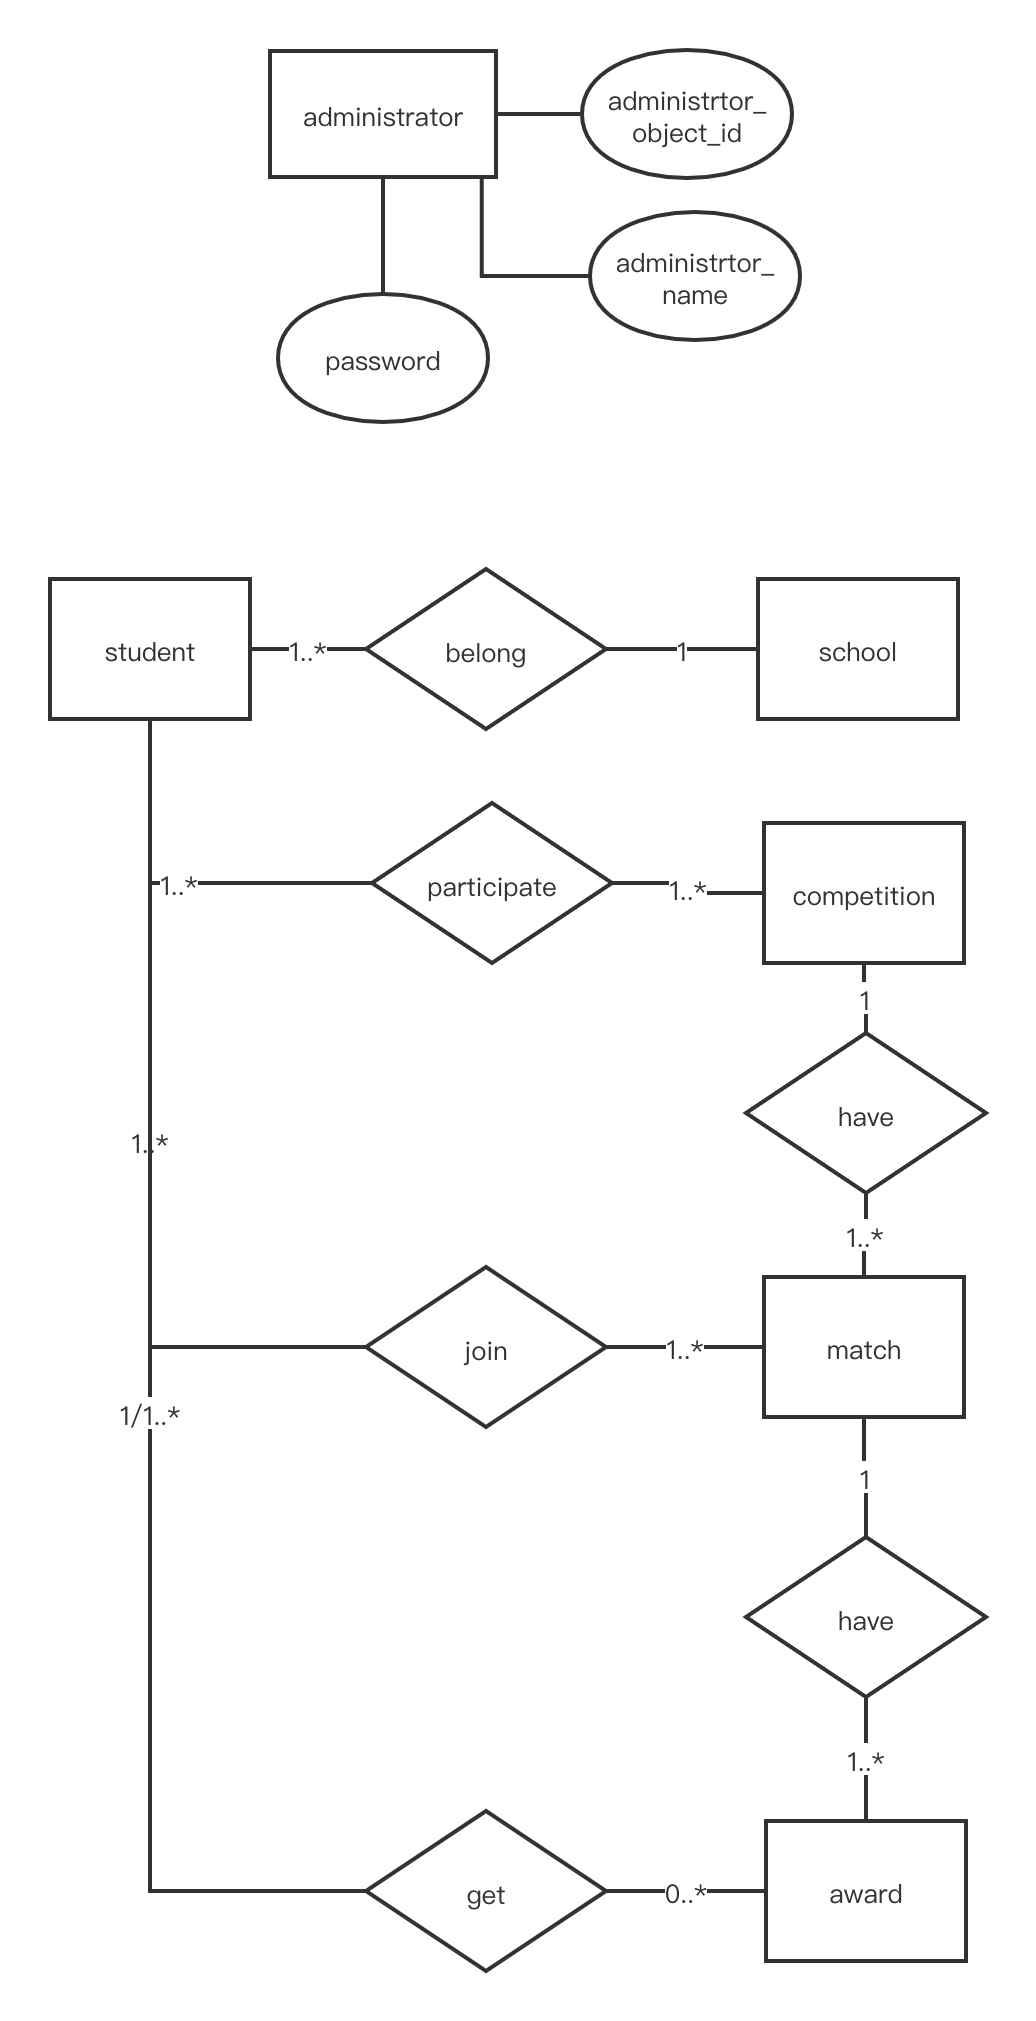 administrator
administrtor_
object_id
administrtor_
name
password
student
1..*
belong
1
school
1..*
participate
1..*
competition
1
have
1..*
1..*
join
1..*
match
1/1..*
1
have
1..*
get
0..*
award